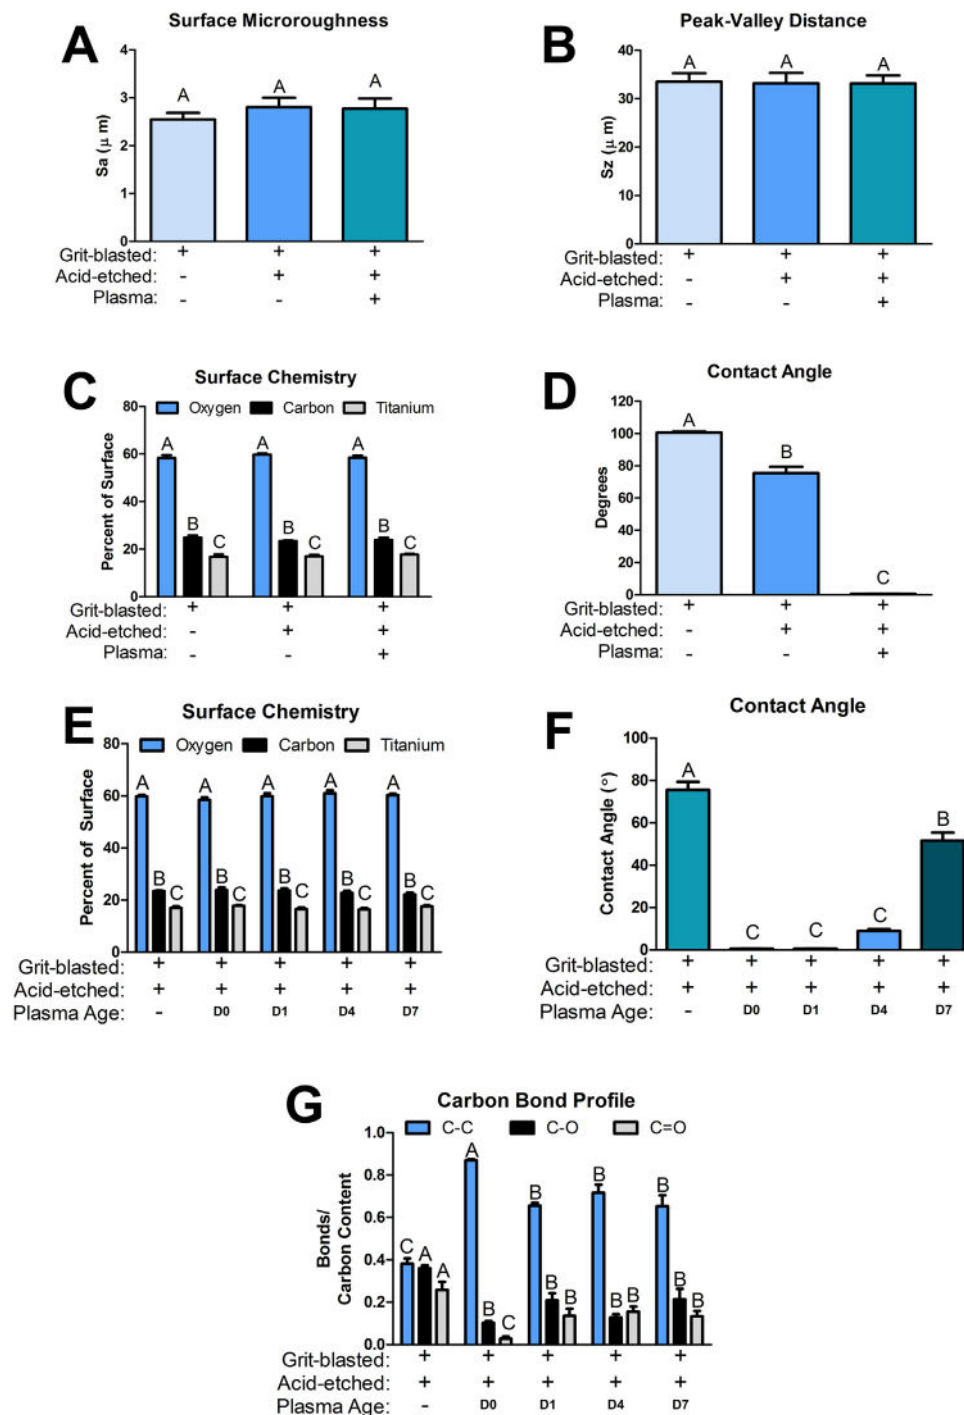 A
Surface Microroughness
Sa (μ m)
4
3
2
1
0
A A A
Grit-blasted: + + +
Acid-etched: - + +
Plasma: - - +
B
Peak-Valley Distance
Sz (μ m)
40
30
20
10
0
A A A
Grit-blasted: + + +
Acid-etched: - + +
Plasma: - - +
C
Surface Chemistry
Oxygen Carbon Titanium
Percent of Surface
80
60
40
20
0
A B C A B C A B C
Grit-blasted: + + +
Acid-etched: - + +
Plasma: - - +
D
Contact Angle
Degrees
120
100
80
60
40
20
0
A B C
Grit-blasted: + + +
Acid-etched: - + +
Plasma: - - +
E
Surface Chemistry
Oxygen Carbon Titanium
Percent of Surface
80
60
40
20
0
A B C A B C A B C A B C A B C
Grit-blasted: + + + + +
Acid-etched: + + + + +
Plasma Age: - D0 D1 D4 D7
F
Contact Angle
Contact Angle (°)
80
60
40
20
0
A C C C B
Grit-blasted: + + + + +
Acid-etched: + + + + +
Plasma Age: - D0 D1 D4 D7
G
Carbon Bond Profile
C-C C-O C=O
Bonds/
Carbon Content
1.0
0.8
0.6
0.4
0.2
0.0
C A A A B C B B B B B B B B B
Grit-blasted: + + + + +
Acid-etched: + + + + +
Plasma Age: - D0 D1 D4 D7